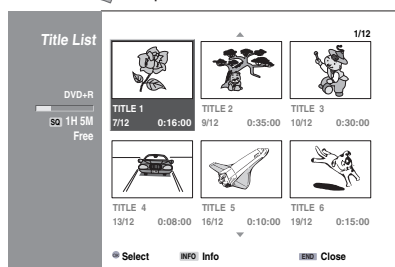 Title List
1/12
DVD+R
SQ 1H 5M
Free
TITLE 1
7/12 0:16:00
TITLE 2
9/12 0:35:00
TITLE 3
10/12 0:30:00
TITLE 4
13/12 0:08:00
TITLE 5
16/12 0:10:00
TITLE 6
19/12 0:15:00
Select INFO Info END Close